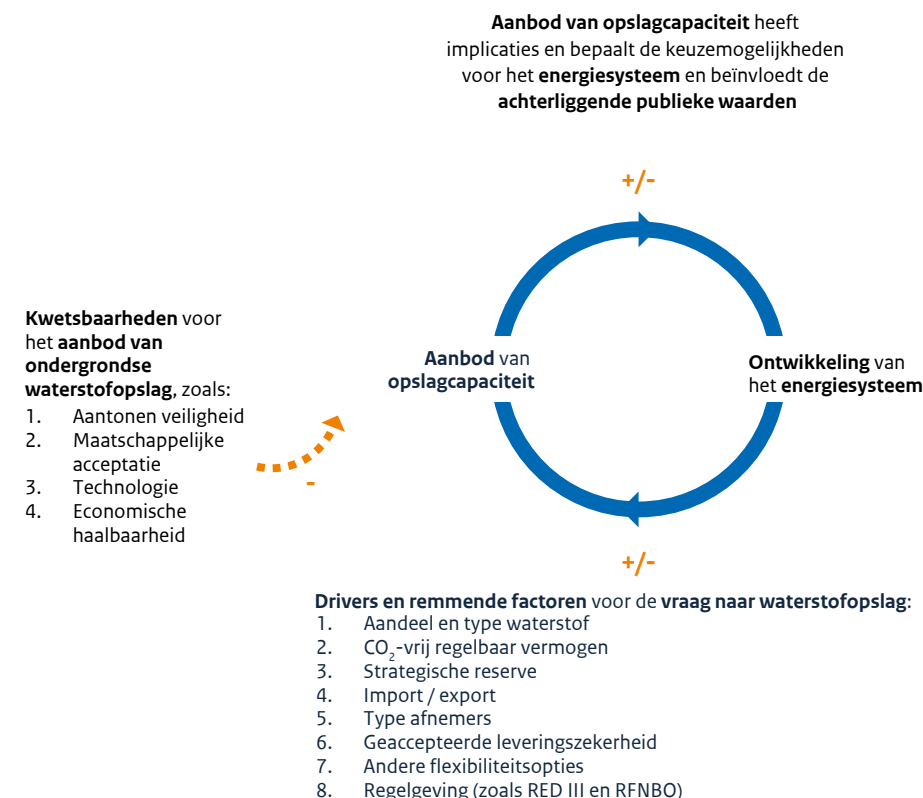 Aanbod van opslagcapaciteit heeft
implicaties en bepaalt de keuzemogelijkheden
voor het energiesysteem en beïnvloedt de
achterliggende publieke waarden
+/-
Kwetsbaarheden voor
het aanbod van
ondergrondse
waterstofopslag, zoals:
1. Aantonen veiligheid
2. Maatschappelijke
acceptatie
3. Technologie
4. Economische
haalbaarheid
-
Aanbod van
opslagcapaciteit
Ontwikkeling van
het energiesysteem
+/-
Drivers en remmende factoren voor de vraag naar waterstofopslag:
1. Aandeel en type waterstof
2. CO₂-vrij regelbaar vermogen
3. Strategische reserve
4. Import / export
5. Type afnemers
6. Geaccepteerde leveringszekerheid
7. Andere flexibiliteitsopties
8. Regelgeving (zoals RED III en RFNBO)